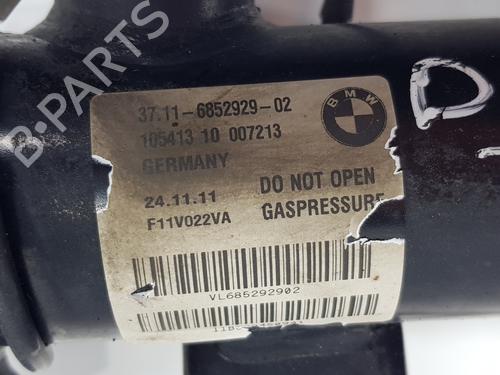 B-PARTS
37.11-6852929-02
BMW
105413 10 007213
GERMANY
24.11.11 DO NOT OPEN
F11V022VA GASPRESSURE
VL685292902
D